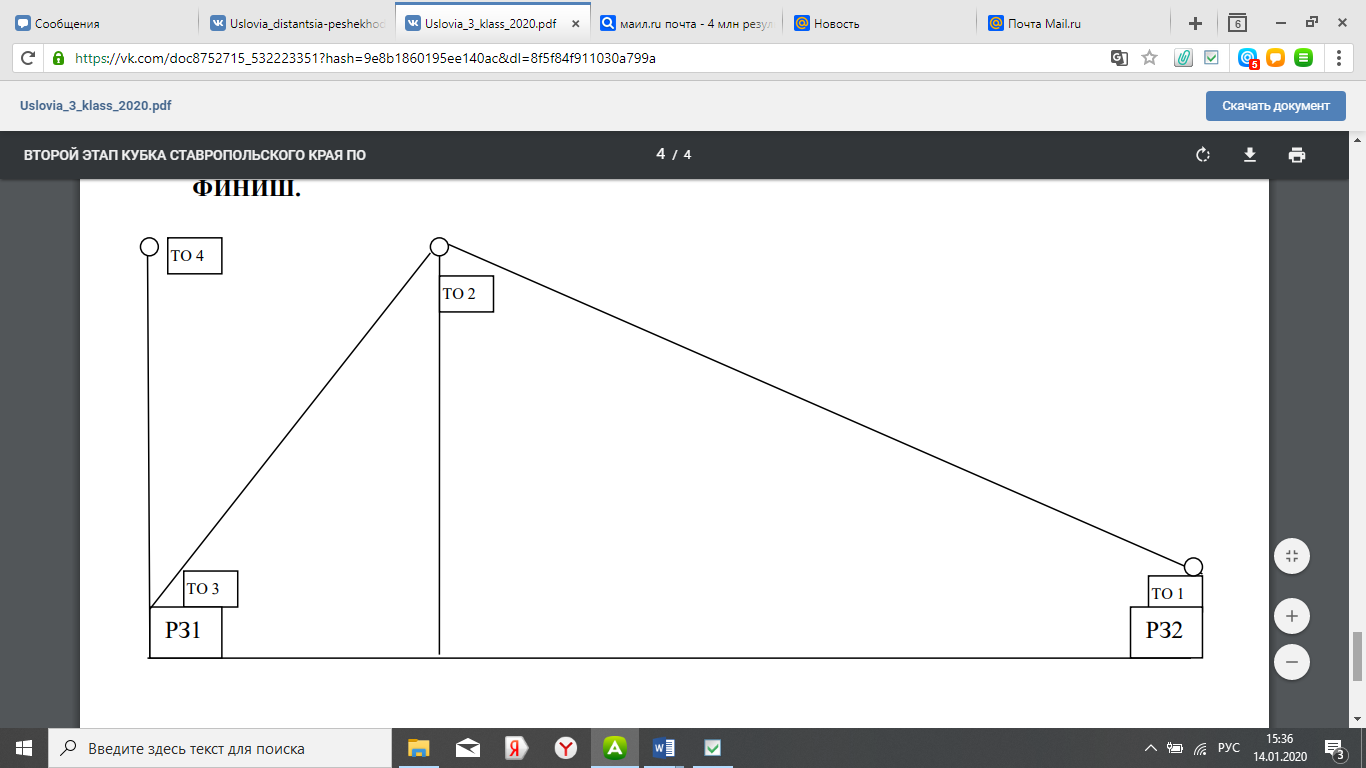 Сообщения
Uslovia_distantsia-peshekhod
Uslovia_3_klass_2020.pdf
маил.ru почта - 4 млн резул
Новость
Почта Mail.ru
6
https://vk.com/doc8752715_532223351?hash=9e8b1860195ee140ac&dl=8f5f84f911030a799a
5
Uslovia_3_klass_2020.pdf
Скачать документ
ВТОРОЙ ЭТАП КУБКА СТАВРОПОЛЬСКОГО КРАЯ ПО
4 / 4
ФИНИШ.
ТО 4
ТО 2
ТО 3
ТО 1
РЗ1
РЗ2
Введите здесь текст для поиска
РУС
15:36
14.01.2020
3